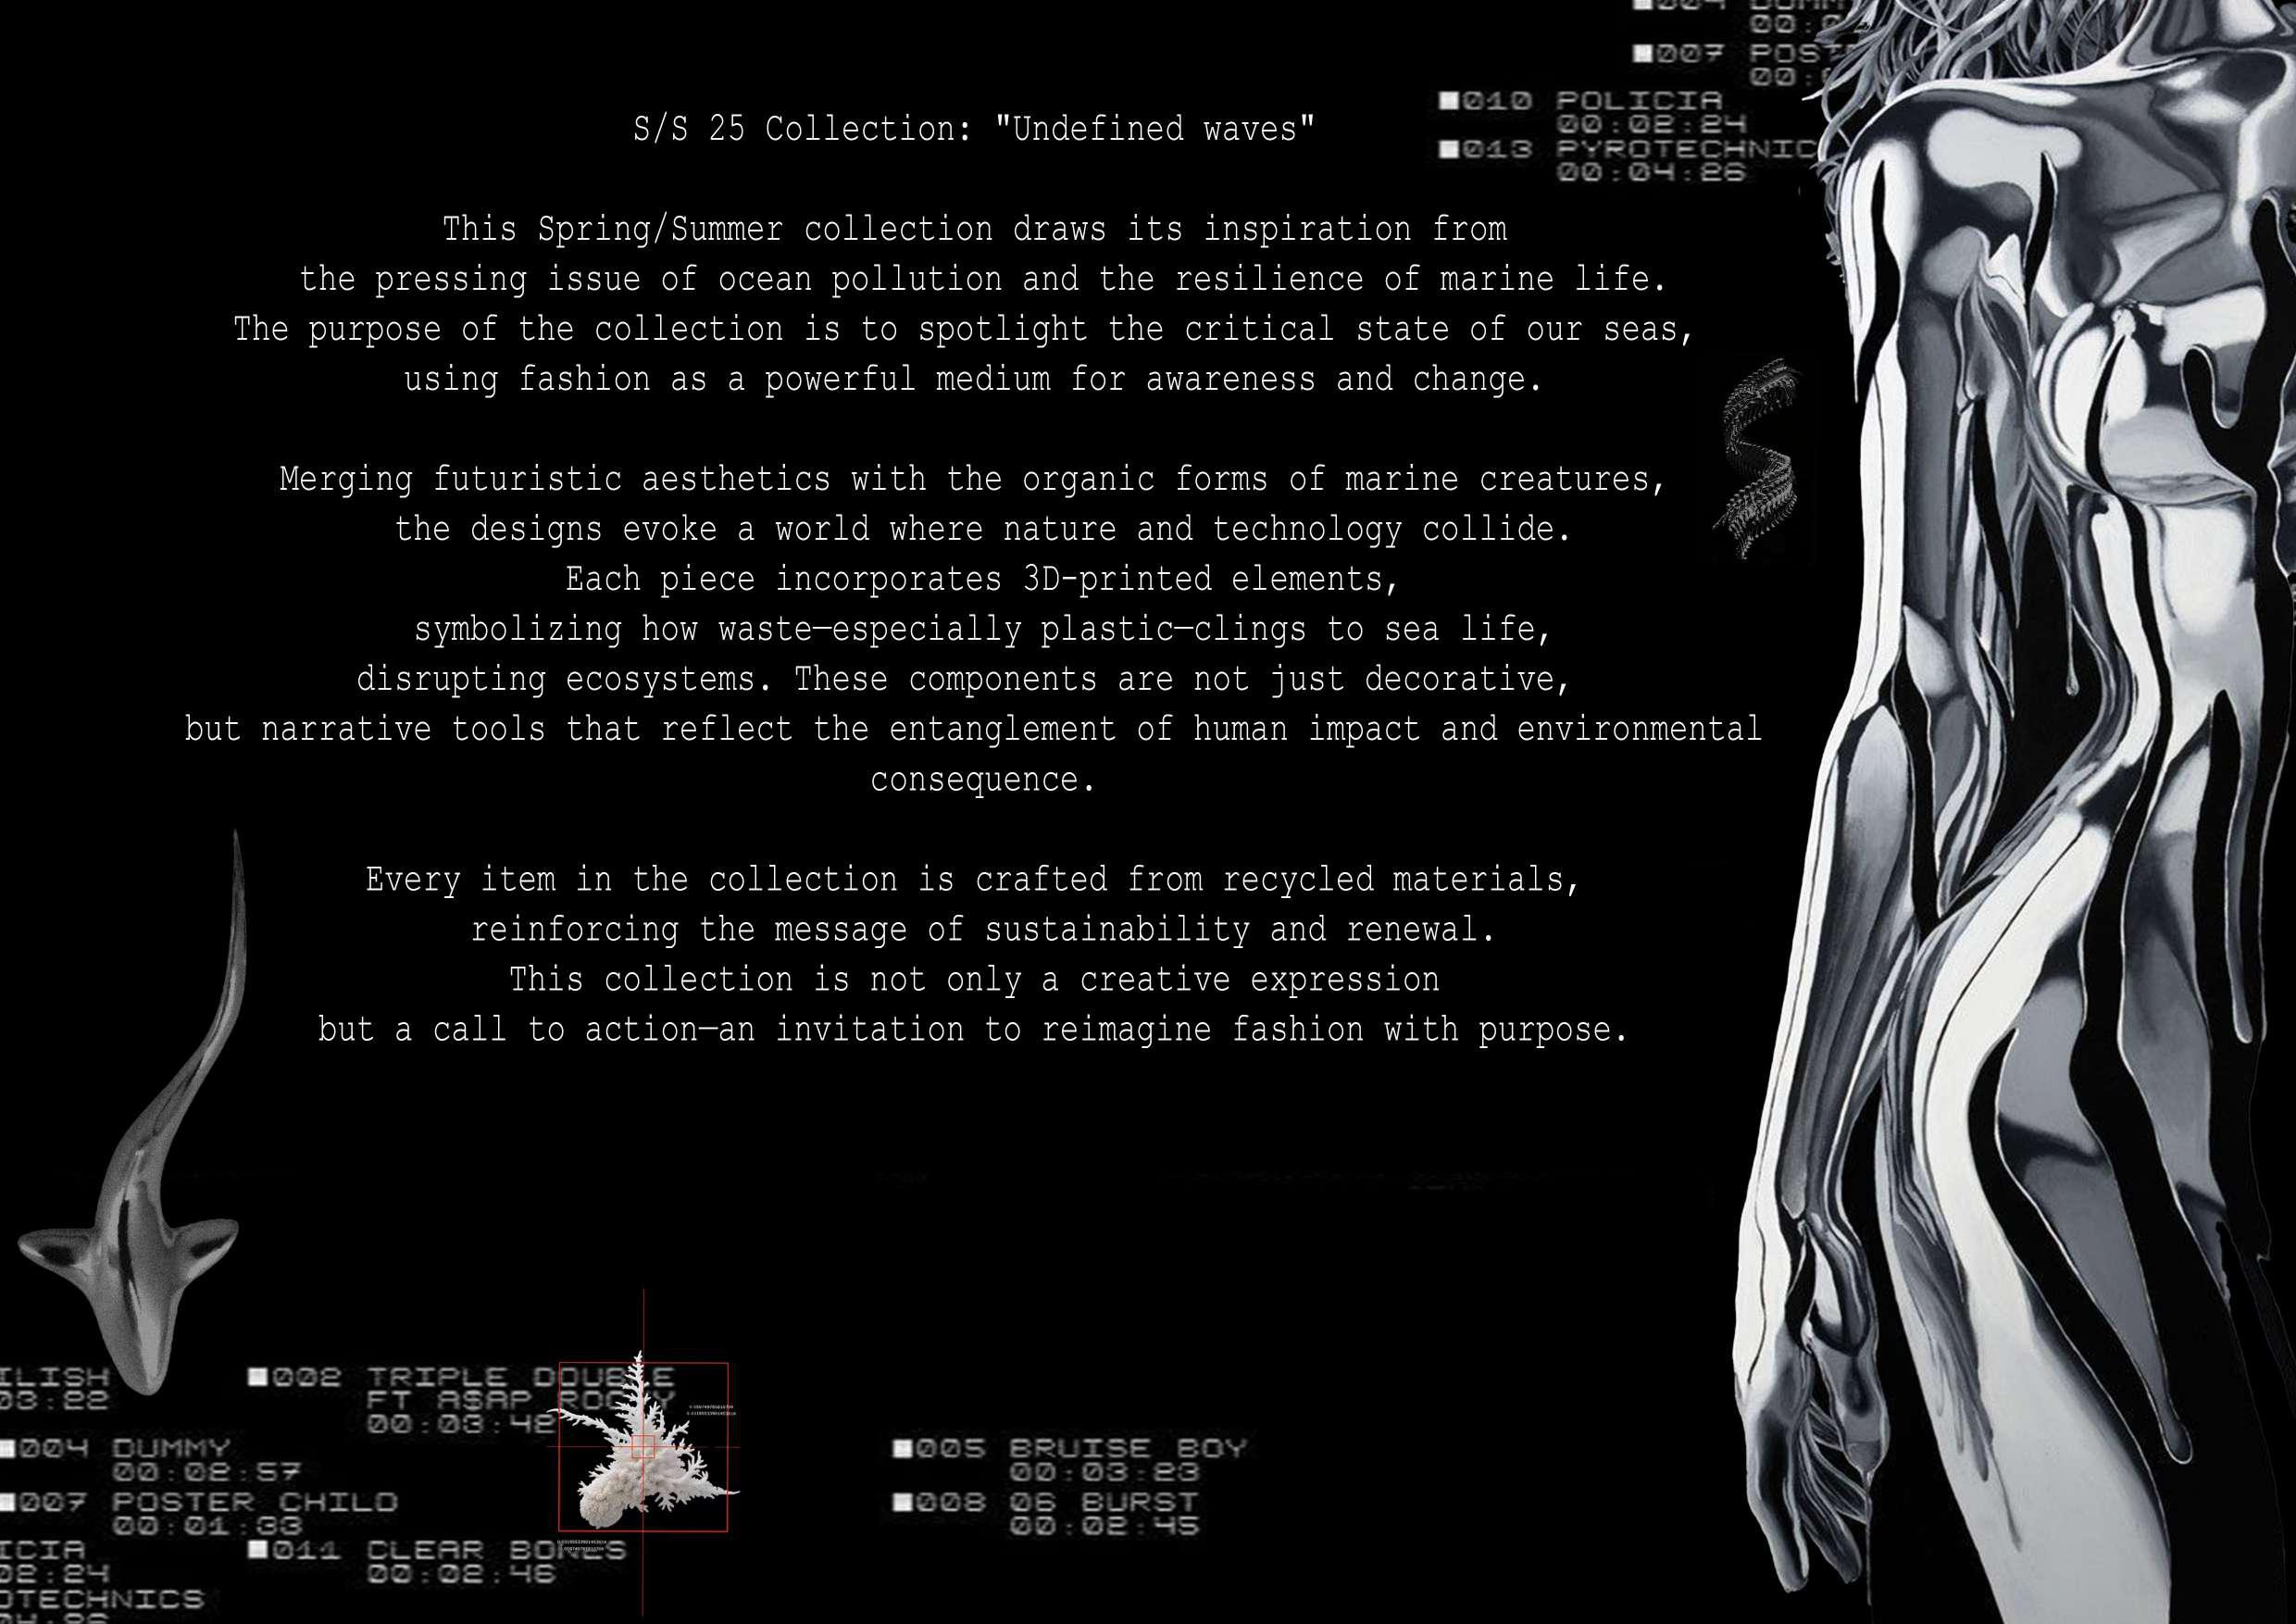 00:0
■007 POST
00:0
■010 POLICIA
00:02:24
■013 PYROTECHNIC
00:04:26
S/S 25 Collection: "Undefined waves"
This Spring/Summer collection draws its inspiration from
the pressing issue of ocean pollution and the resilience of marine life.
The purpose of the collection is to spotlight the critical state of our seas,
using fashion as a powerful medium for awareness and change.
Merging futuristic aesthetics with the organic forms of marine creatures,
the designs evoke a world where nature and technology collide.
Each piece incorporates 3D-printed elements,
symbolizing how waste—especially plastic—clings to sea life,
disrupting ecosystems. These components are not just decorative,
but narrative tools that reflect the entanglement of human impact and environmental
consequence.
Every item in the collection is crafted from recycled materials,
reinforcing the message of sustainability and renewal.
This collection is not only a creative expression
but a call to action—an invitation to reimagine fashion with purpose.
ILISH
03:22
■002 TRIPLE DOUBLE
FT A$AP ROCKY
00:03:42
■004 DUMMY
00:02:57
■007 POSTER CHILD
00:01:33
ICIA
02:24
■011 CLEAR BONES
00:02:46
OTECHNICS
04:26
■005 BRUISE BOY
00:03:23
■008 06 BURST
00:02:45